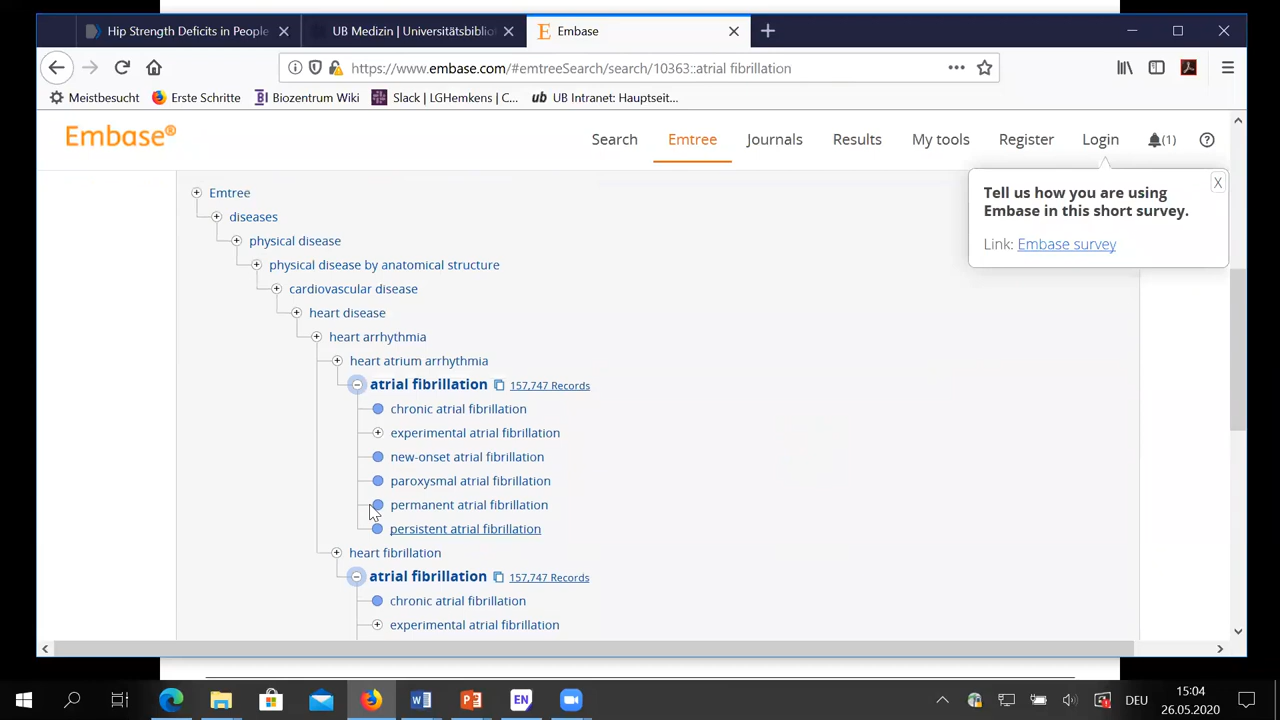 Hip Strength Deficits in People
UB Medizin | Universitätsbibliot
Embase
https://www.embase.com/#emtreeSearch/search/10363::atrial fibrillation
Meistbesucht
Erste Schritte
Biozentrum Wiki
Slack | LGHemkens | C...
ub UB Intranet: Hauptseit...
Embase®
Search
Emtree
Journals
Results
My tools
Register
Login
(1)
X
Tell us how you are using
Embase in this short survey.
Link: Embase survey
Emtree
diseases
physical disease
physical disease by anatomical structure
cardiovascular disease
heart disease
heart arrhythmia
heart atrium arrhythmia
atrial fibrillation 157,747 Records
chronic atrial fibrillation
experimental atrial fibrillation
new-onset atrial fibrillation
paroxysmal atrial fibrillation
permanent atrial fibrillation
persistent atrial fibrillation
heart fibrillation
atrial fibrillation 157,747 Records
chronic atrial fibrillation
experimental atrial fibrillation
EN
DEU
15:04
26.05.2020